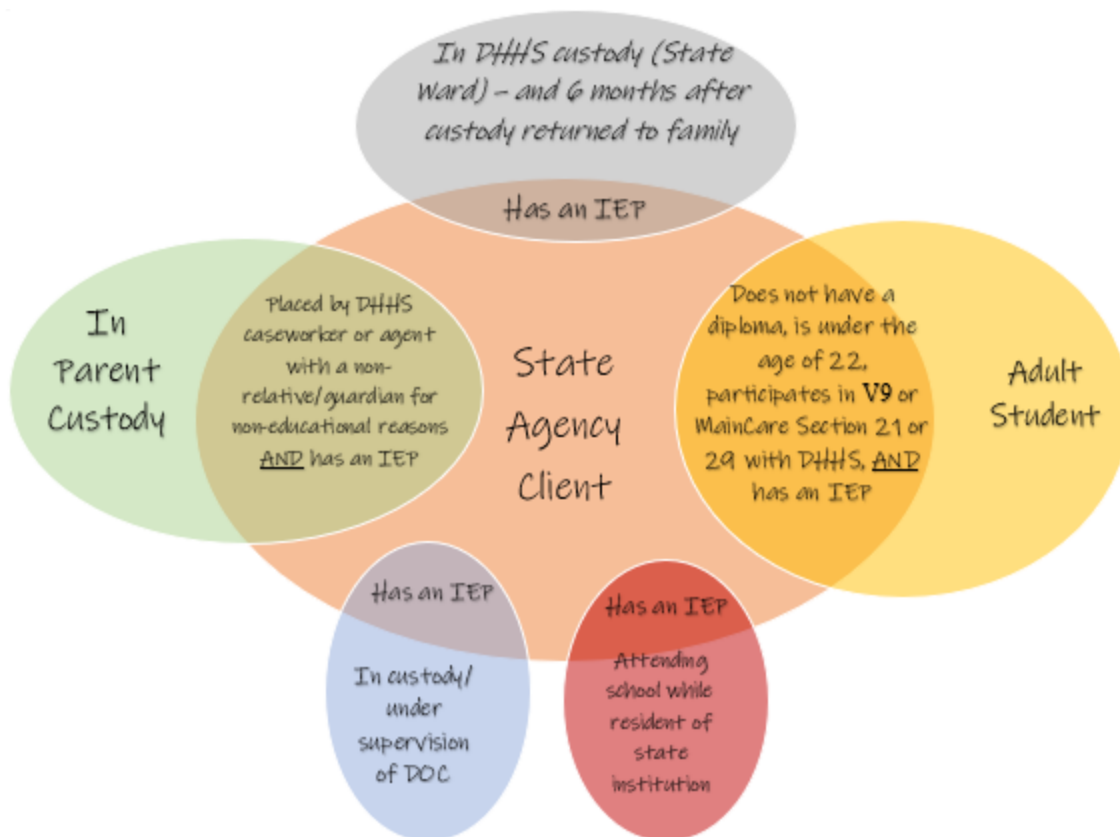 In DHHS custody (State
Ward) – and 6 months after
custody returned to family
Has an IEP
In
Parent
Custody
Placed by DHHS
caseworker or agent
with a non-
relative/guardian for
non-educational reasons
AND has an IEP
State
Agency
Client
Does not have a
diploma, is under the
age of 22,
participates in V9 or
MainCare Section 21 or
29 with DHHS, AND
has an IEP
Adult
Student
Has an IEP
In custody/
under
supervision
of DOC
Has an IEP
Attending
school while
resident of
state
institution